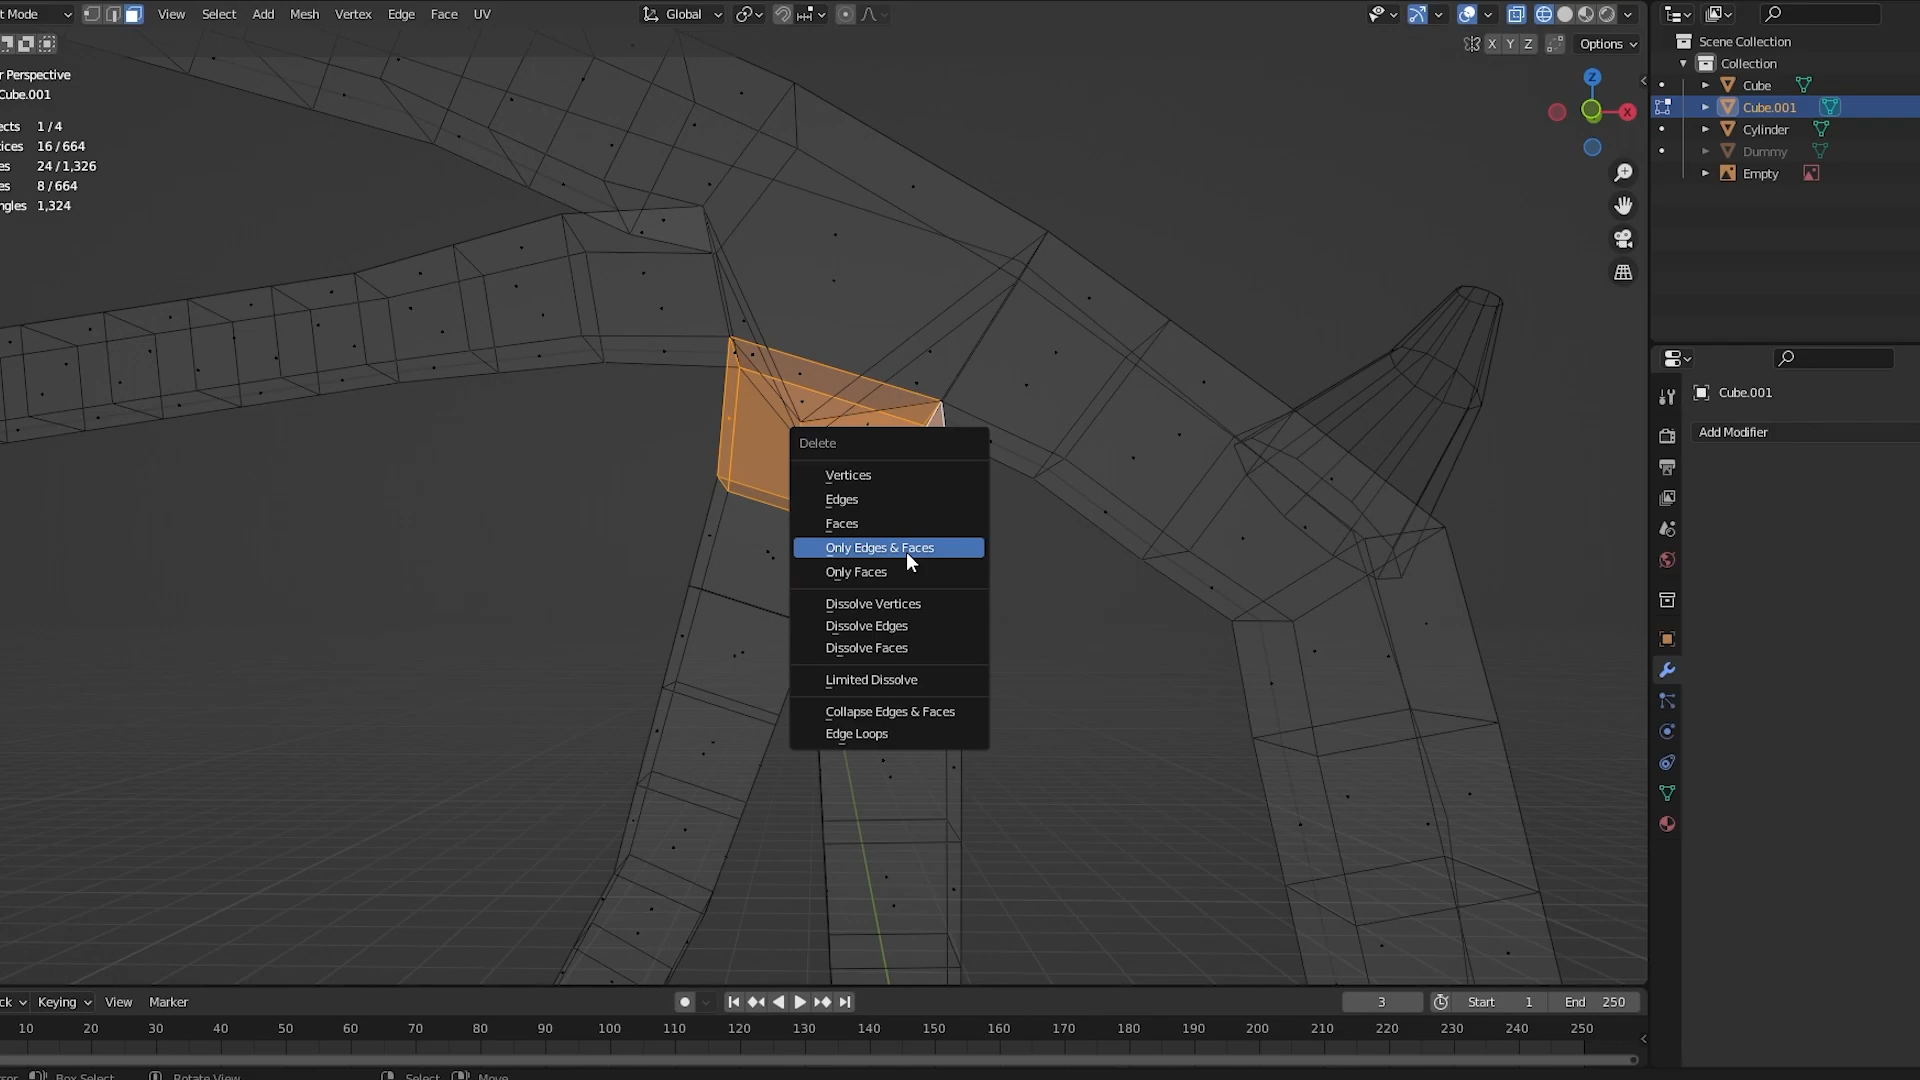 t Mode View Select Add Mesh Vertex Edge Face UV Global
X Y Z Options
r Perspective
Cube.001
ects 1/4
tices 16/664
es 24/1,326
es 8/664
ngles 1,324
Z
X
Scene Collection
Collection
Cube
Cube.001
Cylinder
Dummy
Empty
Cube.001
Add Modifier
Delete
Vertices
Edges
Faces
Only Edges & Faces
Only Faces
Dissolve Vertices
Dissolve Edges
Dissolve Faces
Limited Dissolve
Collapse Edges & Faces
Edge Loops
ck Keying View Marker 3 Start 1 End 250
10 20 30 40 50 60 70 80 90 100 110 120 130 140 150 160 170 180 190 200 210 220 230 240 250
rsor Box Select Rotate View Select Move